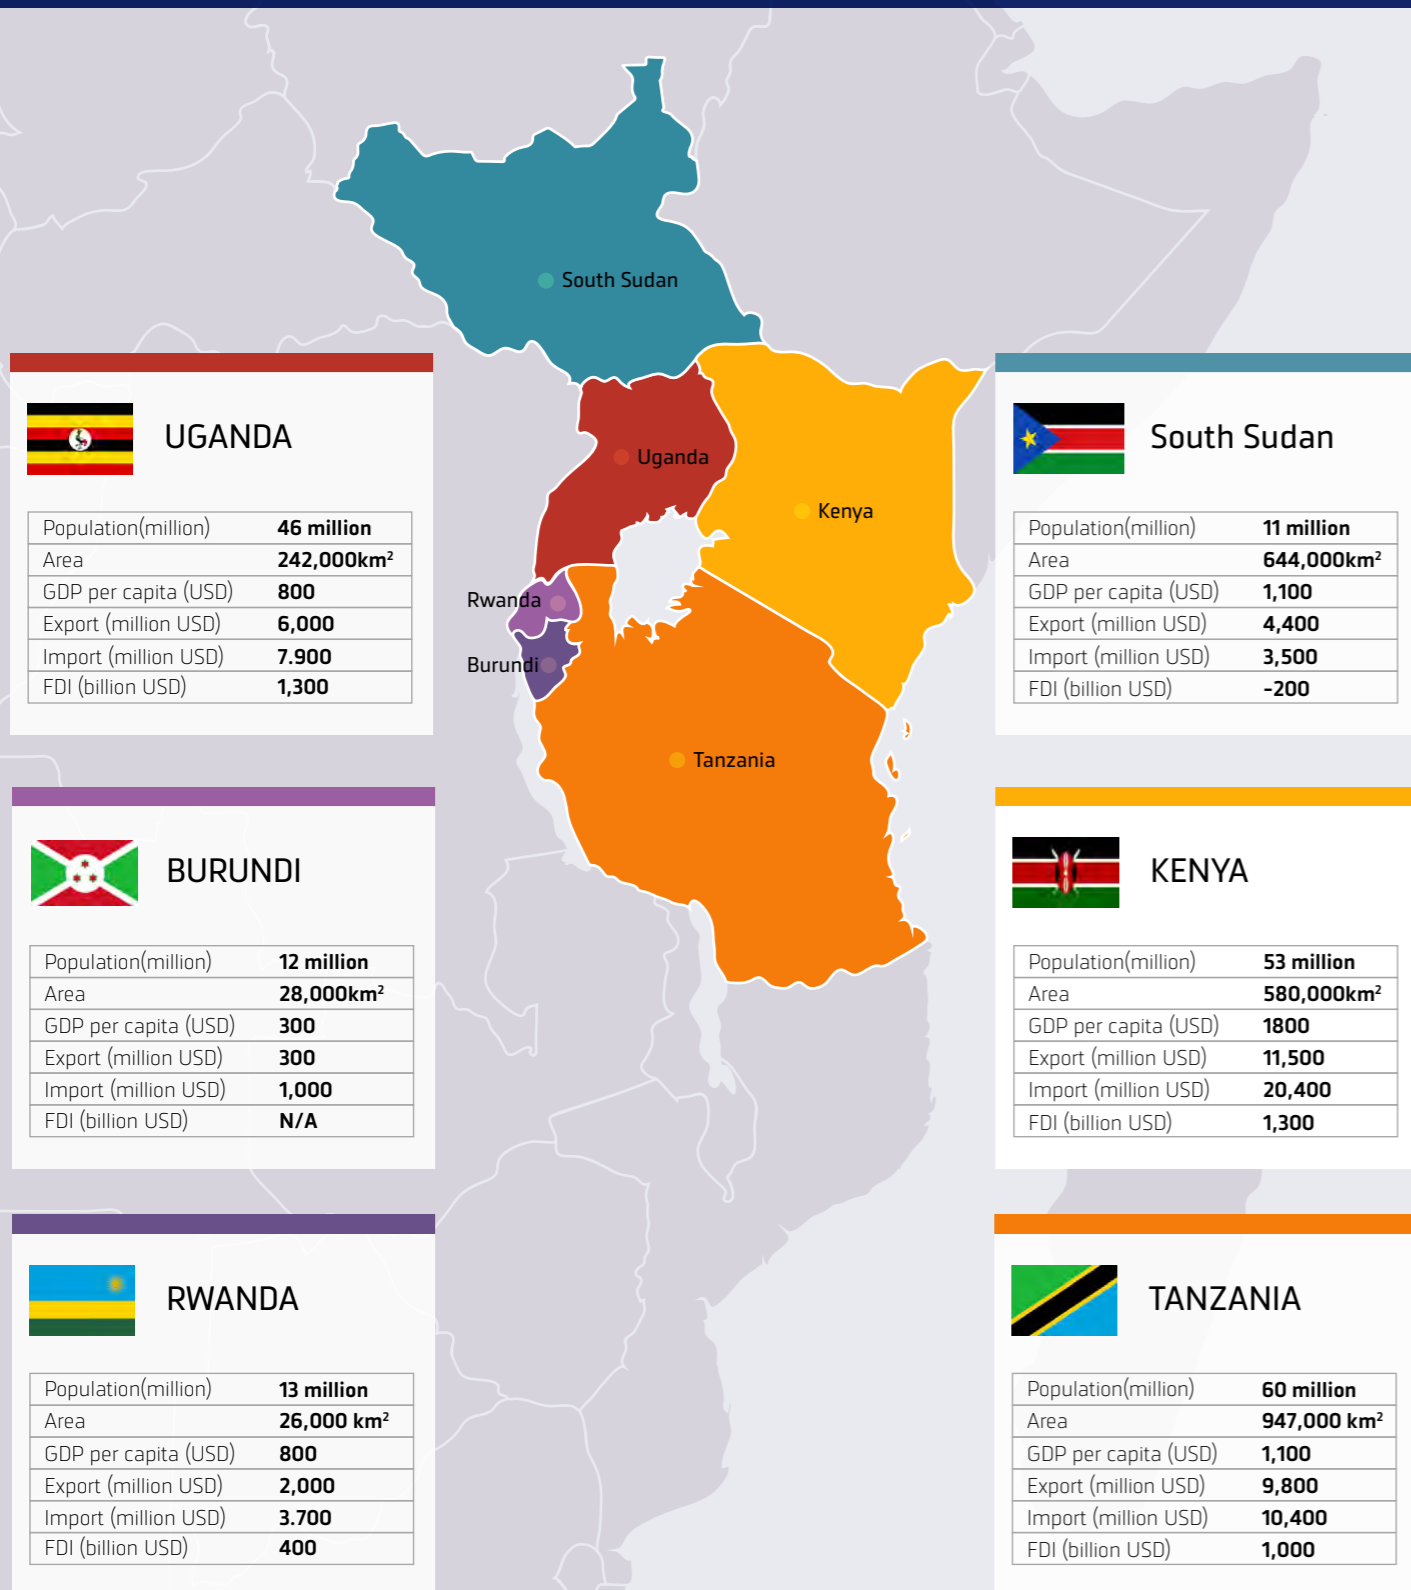 South Sudan
Uganda
Kenya
Rwanda
Burundi
Tanzania
UGANDA
Population(million) 46 million
Area 242,000km²
GDP per capita (USD) 800
Export (million USD) 6,000
Import (million USD) 7.900
FDI (billion USD) 1,300
South Sudan
Population(million) 11 million
Area 644,000km²
GDP per capita (USD) 1,100
Export (million USD) 4,400
Import (million USD) 3,500
FDI (billion USD) -200
BURUNDI
Population(million) 12 million
Area 28,000km²
GDP per capita (USD) 300
Export (million USD) 300
Import (million USD) 1,000
FDI (billion USD) N/A
KENYA
Population(million) 53 million
Area 580,000km²
GDP per capita (USD) 1800
Export (million USD) 11,500
Import (million USD) 20,400
FDI (billion USD) 1,300
RWANDA
Population(million) 13 million
Area 26,000 km²
GDP per capita (USD) 800
Export (million USD) 2,000
Import (million USD) 3.700
FDI (billion USD) 400
TANZANIA
Population(million) 60 million
Area 947,000 km²
GDP per capita (USD) 1,100
Export (million USD) 9,800
Import (million USD) 10,400
FDI (billion USD) 1,000